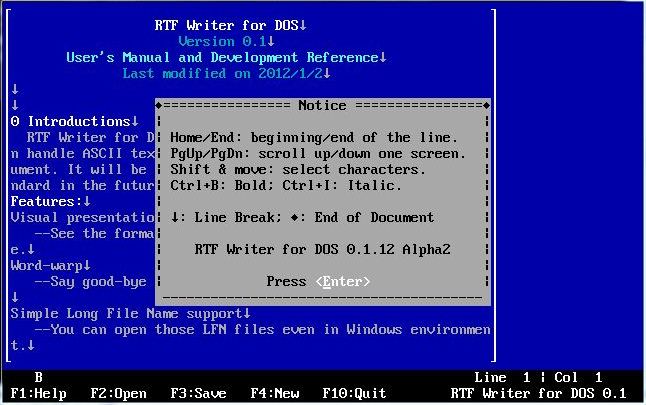 RTF Writer for DOS↓
Version 0.1↓
User's Manual and Development Reference↓
Last modified on 2012/1/2↓
↓
↓
0 Introductions↓
RTF Writer for D
n handle ASCII tex
ument. It will be
ndard in the futur
Features:↓
Visual presentatio
--See the forma
e.↓
Word-warp↓
--Say good-bye
↓
Simple Long File Name support↓
--You can open those LFN files even in Windows environmen
t.↓
Notice
Home/End: beginning/end of the line.
PgUp/PgDn: scroll up/down one screen.
Shift & move: select characters.
Ctrl+B: Bold; Ctrl+I: Italic.
↓: Line Break; ◆: End of Document
RTF Writer for DOS 0.1.12 Alpha2
Press <Enter>
B
Line 1 ¦ Col 1
F1:Help F2:Open F3:Save F4:New F10:Quit RTF Writer for DOS 0.1